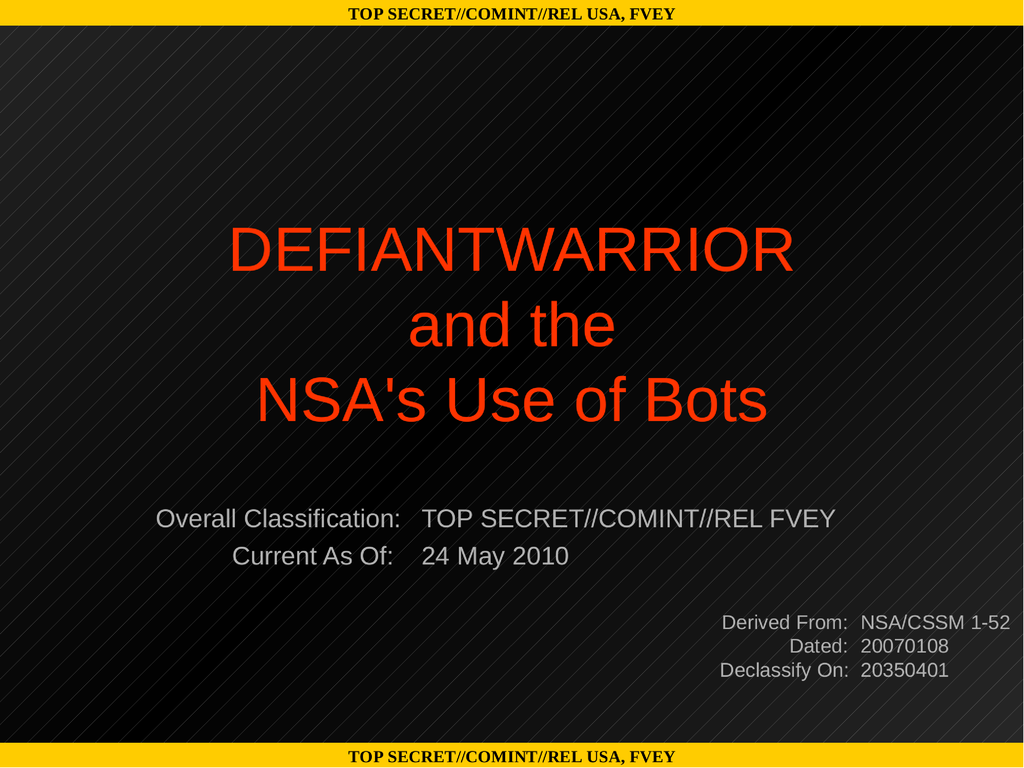 TOP SECRET//COMINT//REL USA, FVEY
DEFIANTWARRIOR
and the
NSA's Use of Bots
Overall Classification: TOP SECRET//COMINT//REL FVEY
Current As Of: 24 May 2010
Derived From: NSA/CSSM 1-52
Dated: 20070108
Declassify On: 20350401
TOP SECRET//COMINT//REL USA, FVEY